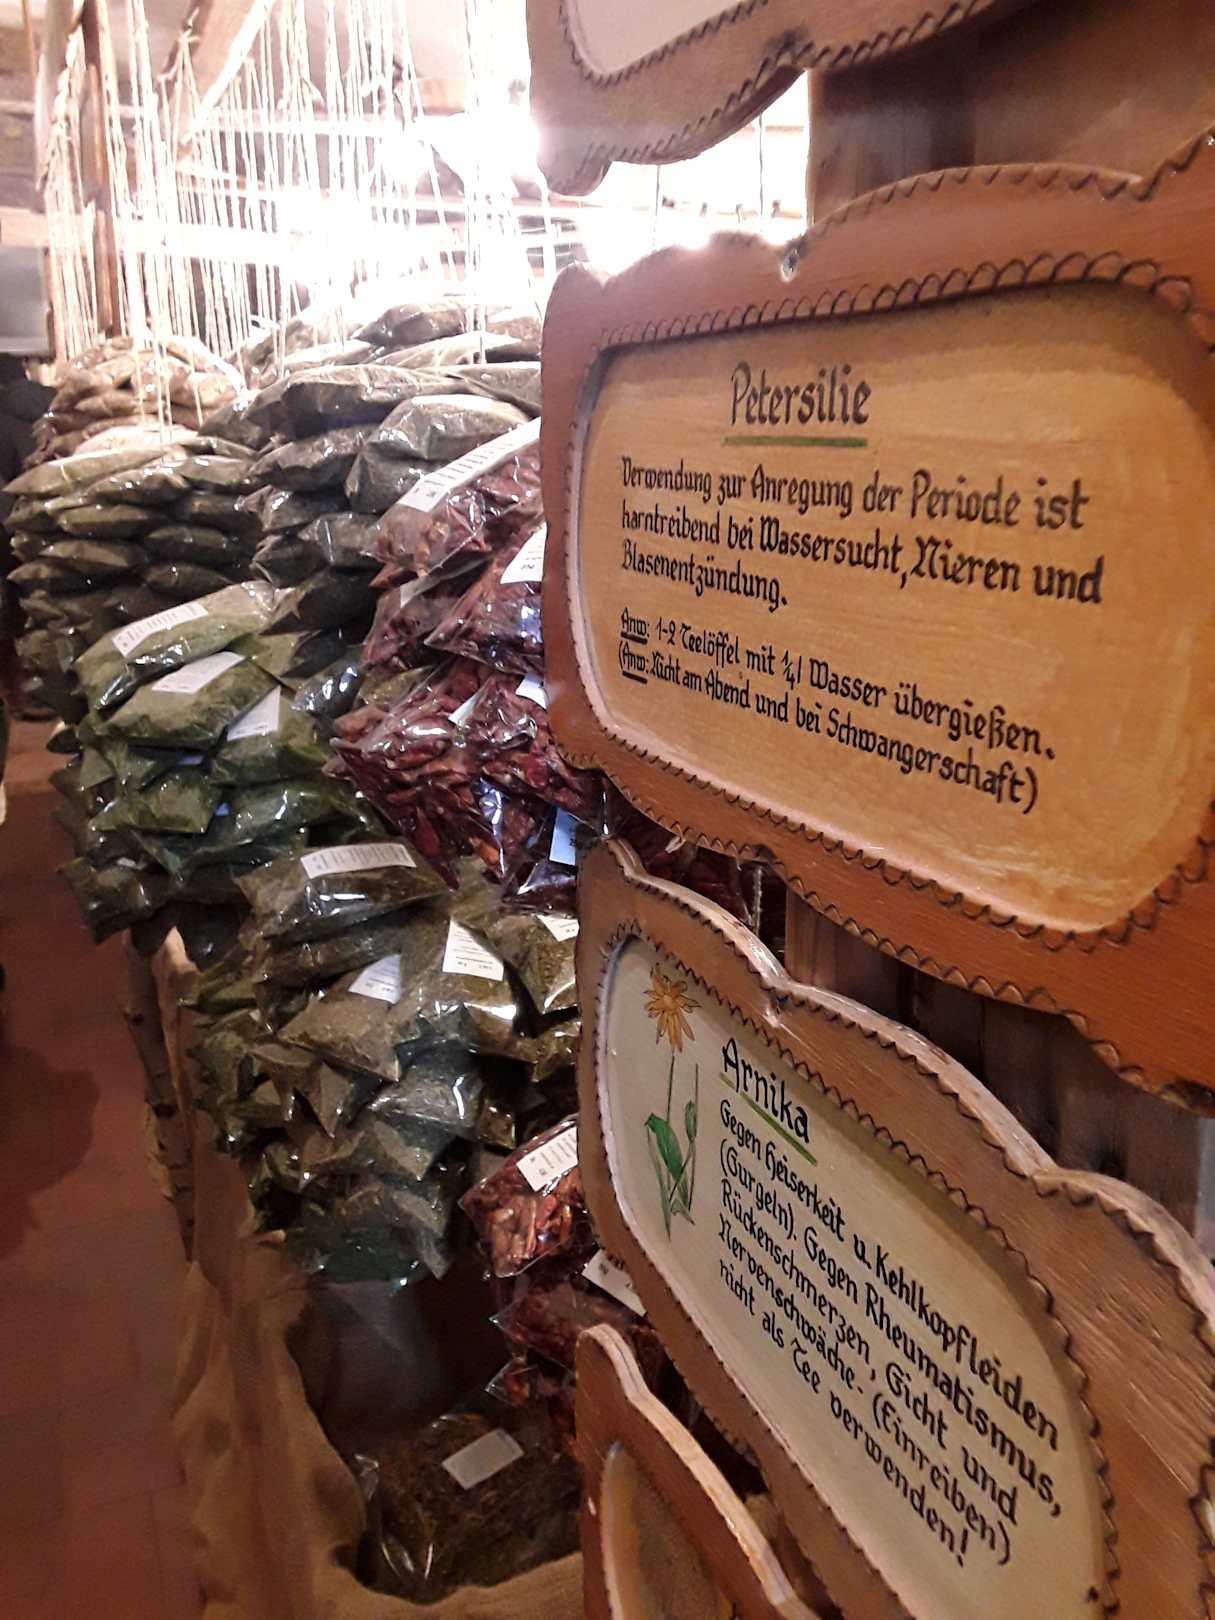 Petersilie
Verwendung zur Anregung der Periode ist
harntreibend bei Wassersucht, Nieren und
Blasenentzündung.
Anw: 1-2 Teelöffel mit ¼ l Wasser übergießen.
(Anw: Nicht am Abend und bei Schwangerschaft)
Arnika
Gegen Heiserkeit u. Kehlkopfleiden
(Gurgeln). Gegen Rheumatismus,
Rückenschmerzen, Gicht und
Nervenschwäche. (Einreiben)
nicht als Tee verwenden!